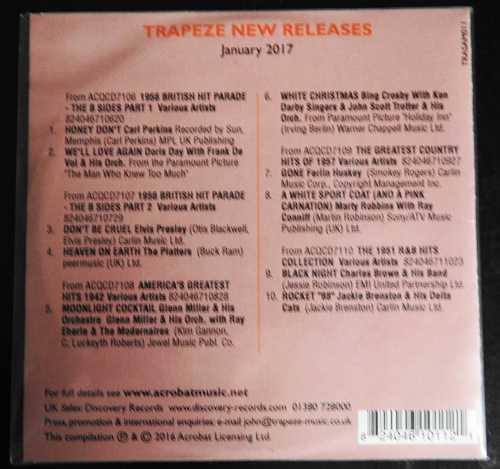 TRAPEZE NEW RELEASES
January 2017
TRASAM011
From ACQCD7106 1956 BRITISH HIT PARADE
- THE B SIDES PART 1 Various Artists
824046710620
1. HONEY DON'T Carl Perkins Recorded by Sun,
Memphis (Carl Perkins) MPL UK Publishing
2. WE'LL LOVE AGAIN Doris Day with Frank De
Vol & His Orch. From the Paramount Picture
"The Man Who Knew Too Much"
From ACQCD7107 1956 BRITISH HIT PARADE
- THE B SIDES PART 2 Various Artists
824046710729
3. DON'T BE CRUEL Elvis Presley (Otis Blackwell,
Elvis Presley) Carlin Music Ltd.
4. HEAVEN ON EARTH The Platters (Buck Ram)
peermusic (UK) Ltd.
From ACQCD7108 AMERICA'S GREATEST
HITS 1942 Various Artists 824046710828
5. MOONLIGHT COCKTAIL Glenn Miller & His
Orchestra Glenn Miller & His Orch. with Ray
Eberle & The Modernaires (Kim Gannon,
C. Luckeyth Roberts) Jewel Music Publ. Co.
6. WHITE CHRISTMAS Bing Crosby With Ken
Darby Singers & John Scott Trotter & His
Orch. From Paramount Picture "Holiday Inn"
(Irving Berlin) Warner Chappell Music Ltd.
From ACQCD7109 THE GREATEST COUNTRY
HITS OF 1957 Various Artists 824046710927
7. GONE Ferlin Huskey (Smokey Rogers) Carlin
Music Corp., Copyright Management Inc.
8. A WHITE SPORT COAT (AND A PINK
CARNATION) Marty Robbins With Ray
Conniff (Martin Robinson) Sony/ATV Music
Publishing (UK) Ltd.
From ACQCD7110 THE 1951 R&B HITS
COLLECTION Various Artists 824046711023
9. BLACK NIGHT Charles Brown & His Band
(Jessie Robinson) EMI United Partnership Ltd.
10. ROCKET "88" Jackie Brenston & His Delta
Cats (Jackie Brenston) Carlin Music Ltd.
For full details see www.acrobatmusic.net
UK Sales: Discovery Records www.discovery-records.com 01380 728000
Press, promotion & international enquiries: e-mail john@trapeze-music.co.uk
This compilation Ⓟ & © 2016 Acrobat Licensing Ltd.
8 24046 10112 1